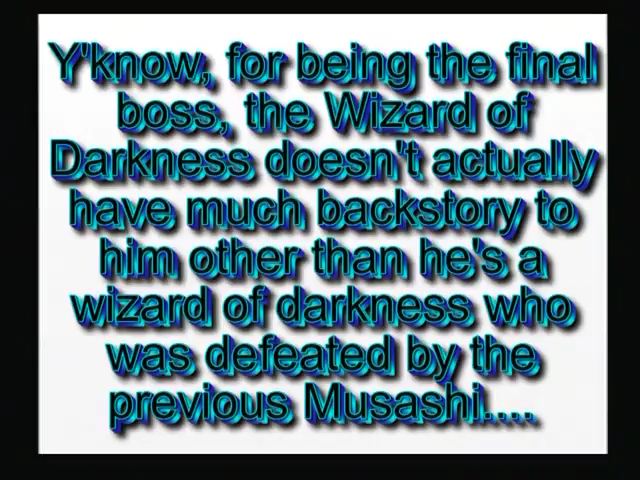 Y'know, for being the final
boss, the Wizard of
Darkness doesn't actually
have much backstory to
him other than he's a
wizard of darkness who
was defeated by the
previous Musashi....